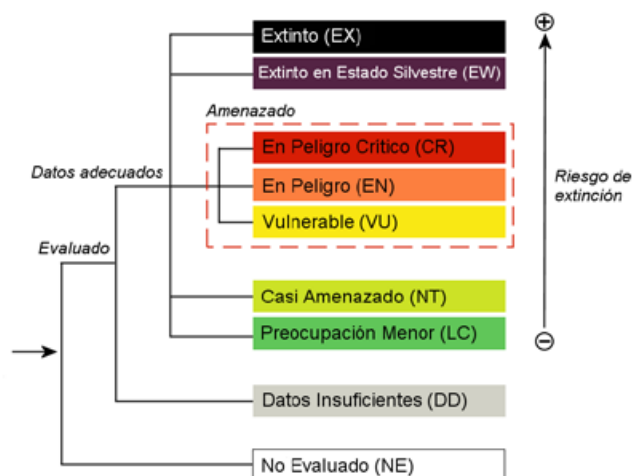 Extinto (EX)
Extinto en Estado Silvestre (EW)
Amenazado
En Peligro Crítico (CR)
Datos adecuados
En Peligro (EN)
Riesgo de
extinción
Vulnerable (VU)
Evaluado
Casi Amenazado (NT)
Preocupación Menor (LC)
Datos Insuficientes (DD)
No Evaluado (NE)